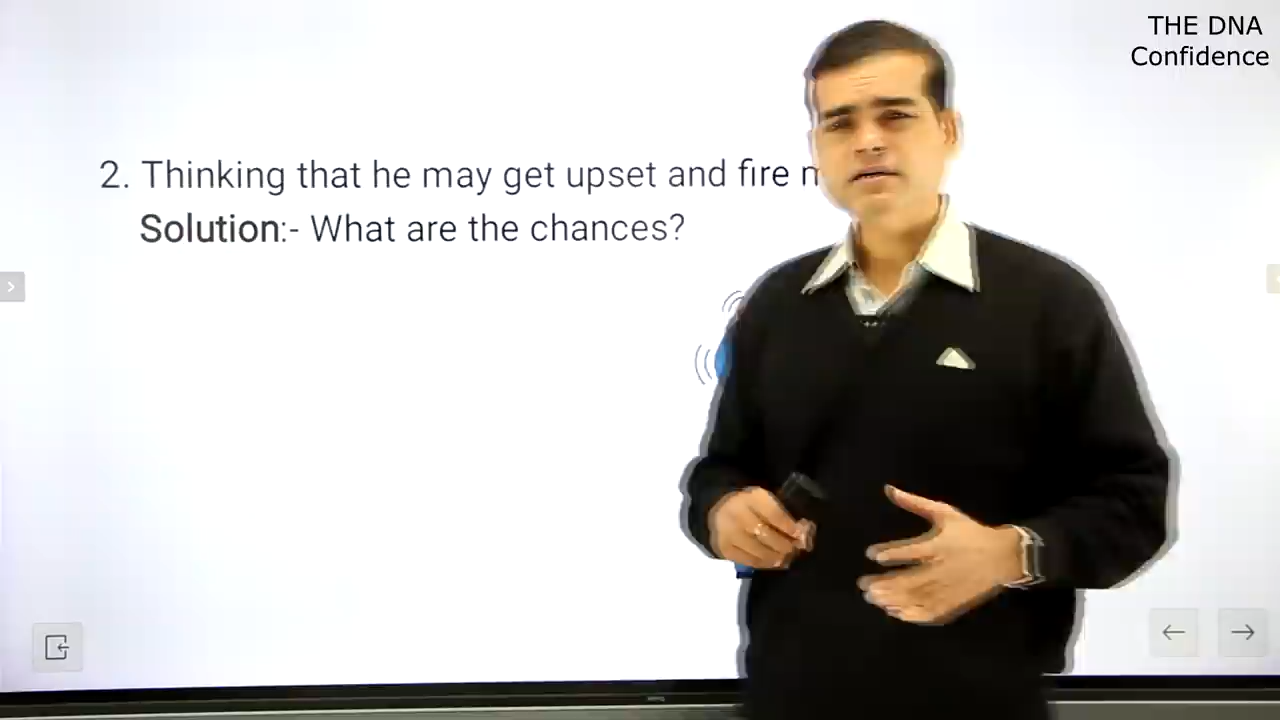 THE DNA
Confidence
2. Thinking that he may get upset and fire
Solution:- What are the chances?